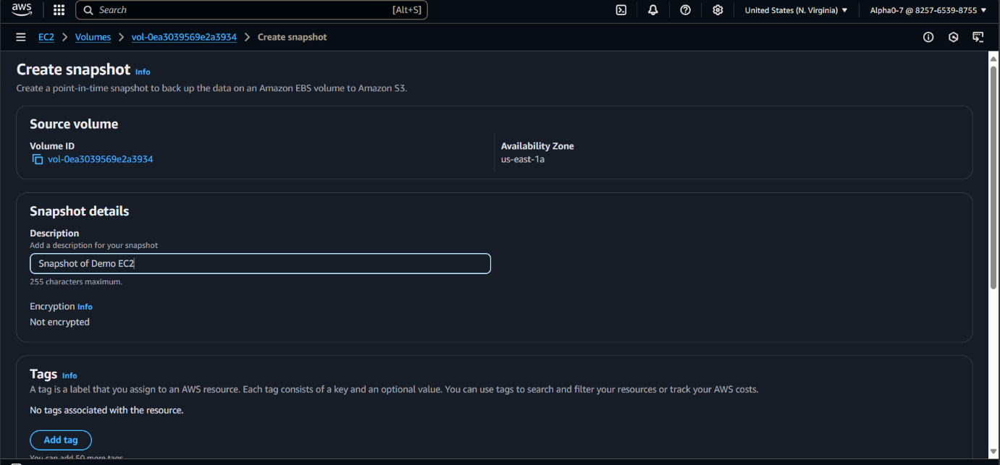 aws
Search [Alt+S]
United States (N. Virginia) Alpha0-7 @ 8257-6539-8755
EC2 Volumes vol-0ea3039569e2a3934 Create snapshot
Create snapshot Info
Create a point-in-time snapshot to back up the data on an Amazon EBS volume to Amazon S3.
Source volume
Volume ID
vol-0ea3039569e2a3934
Availability Zone
us-east-1a
Snapshot details
Description
Add a description for your snapshot
Snapshot of Demo EC2
255 characters maximum.
Encryption Info
Not encrypted
Tags Info
A tag is a label that you assign to an AWS resource. Each tag consists of a key and an optional value. You can use tags to search and filter your resources or track your AWS costs.
No tags associated with the resource.
Add tag
You can add 50 more tags